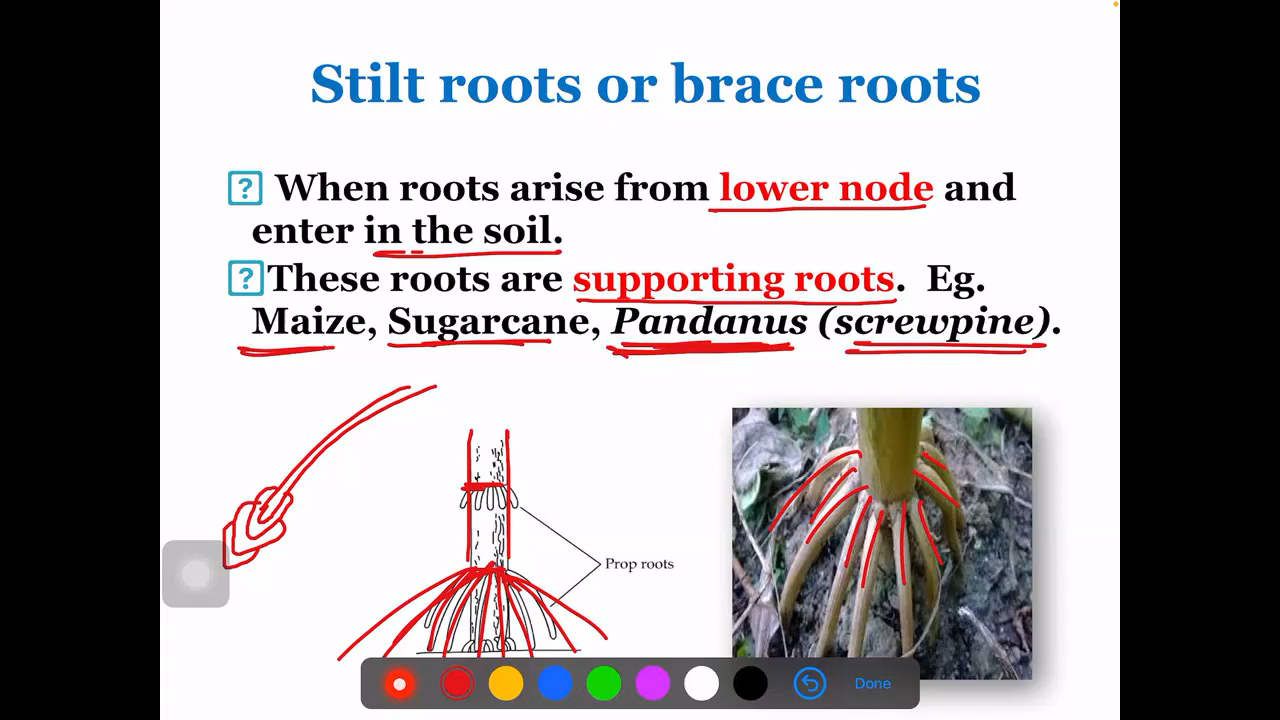 Stilt roots or brace roots
When roots arise from lower node and
enter in the soil.
These roots are supporting roots. Eg.
Maize, Sugarcane, Pandanus (screwpine).
Prop roots
Done